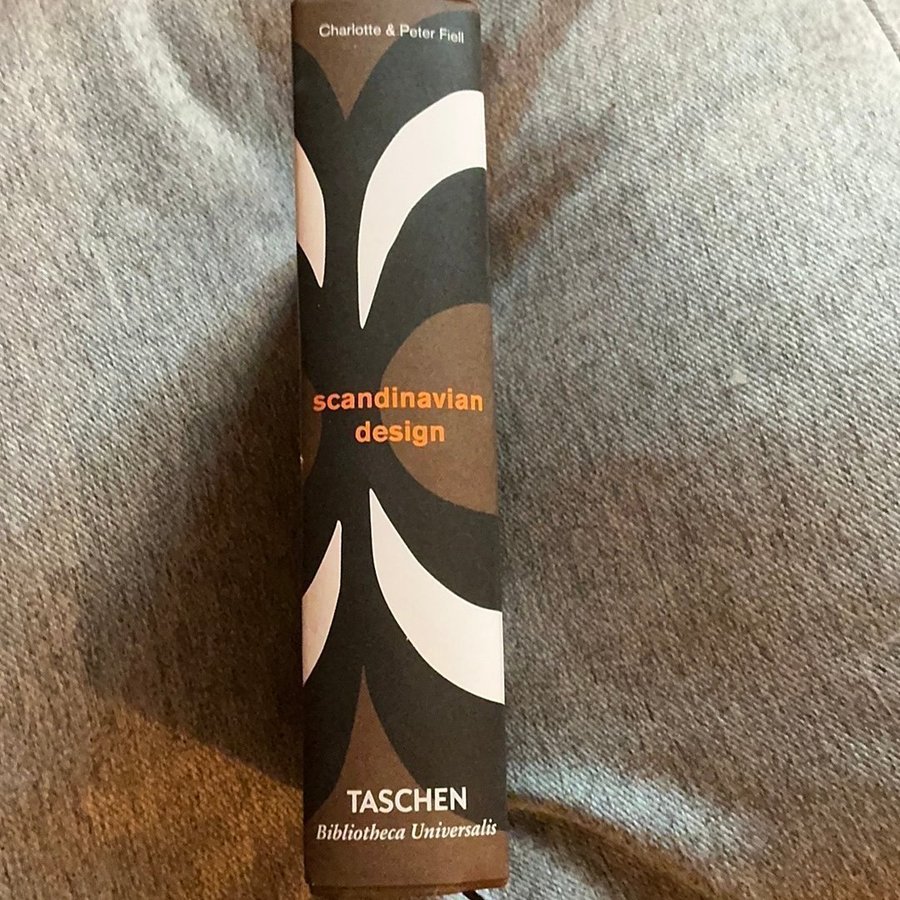 Charlotte & Peter Fiell
scandinavian
design
TASCHEN
Bibliotheca Universalis